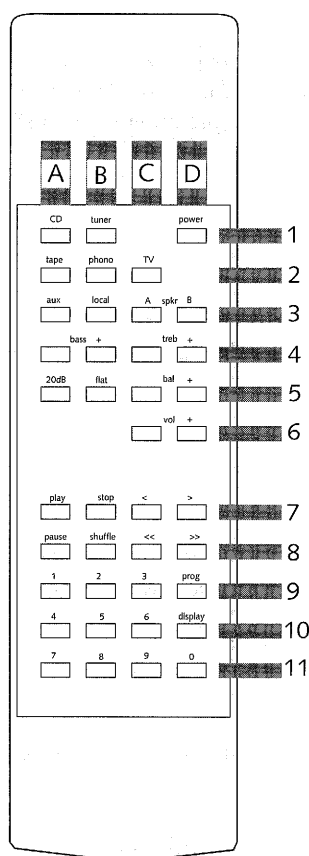 A B C D
CD tuner power 1
tape phono TV 2
aux local A spkr B 3
bass + treb + 4
20dB flat bal + 5
vol + 6
play stop < > 7
pause shuffle << >> 8
1 2 3 prog 9
4 5 6 display 10
7 8 9 0 11